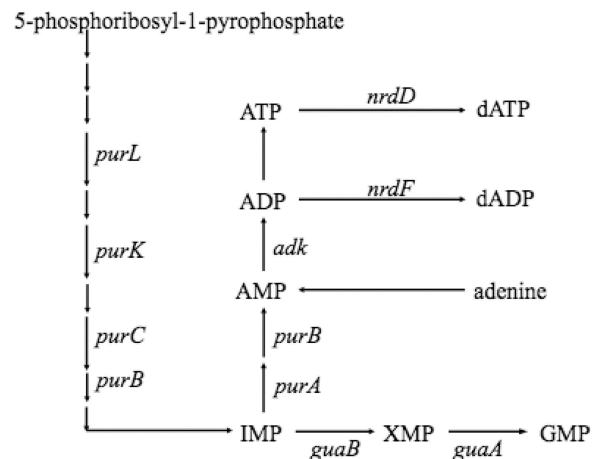 5-phosphoribosyl-1-pyrophosphate
ATP nrdD dATP
purL
ADP nrdF dADP
purK adk
AMP adenine
purC purB
purB purA
IMP guaB XMP guaA GMP